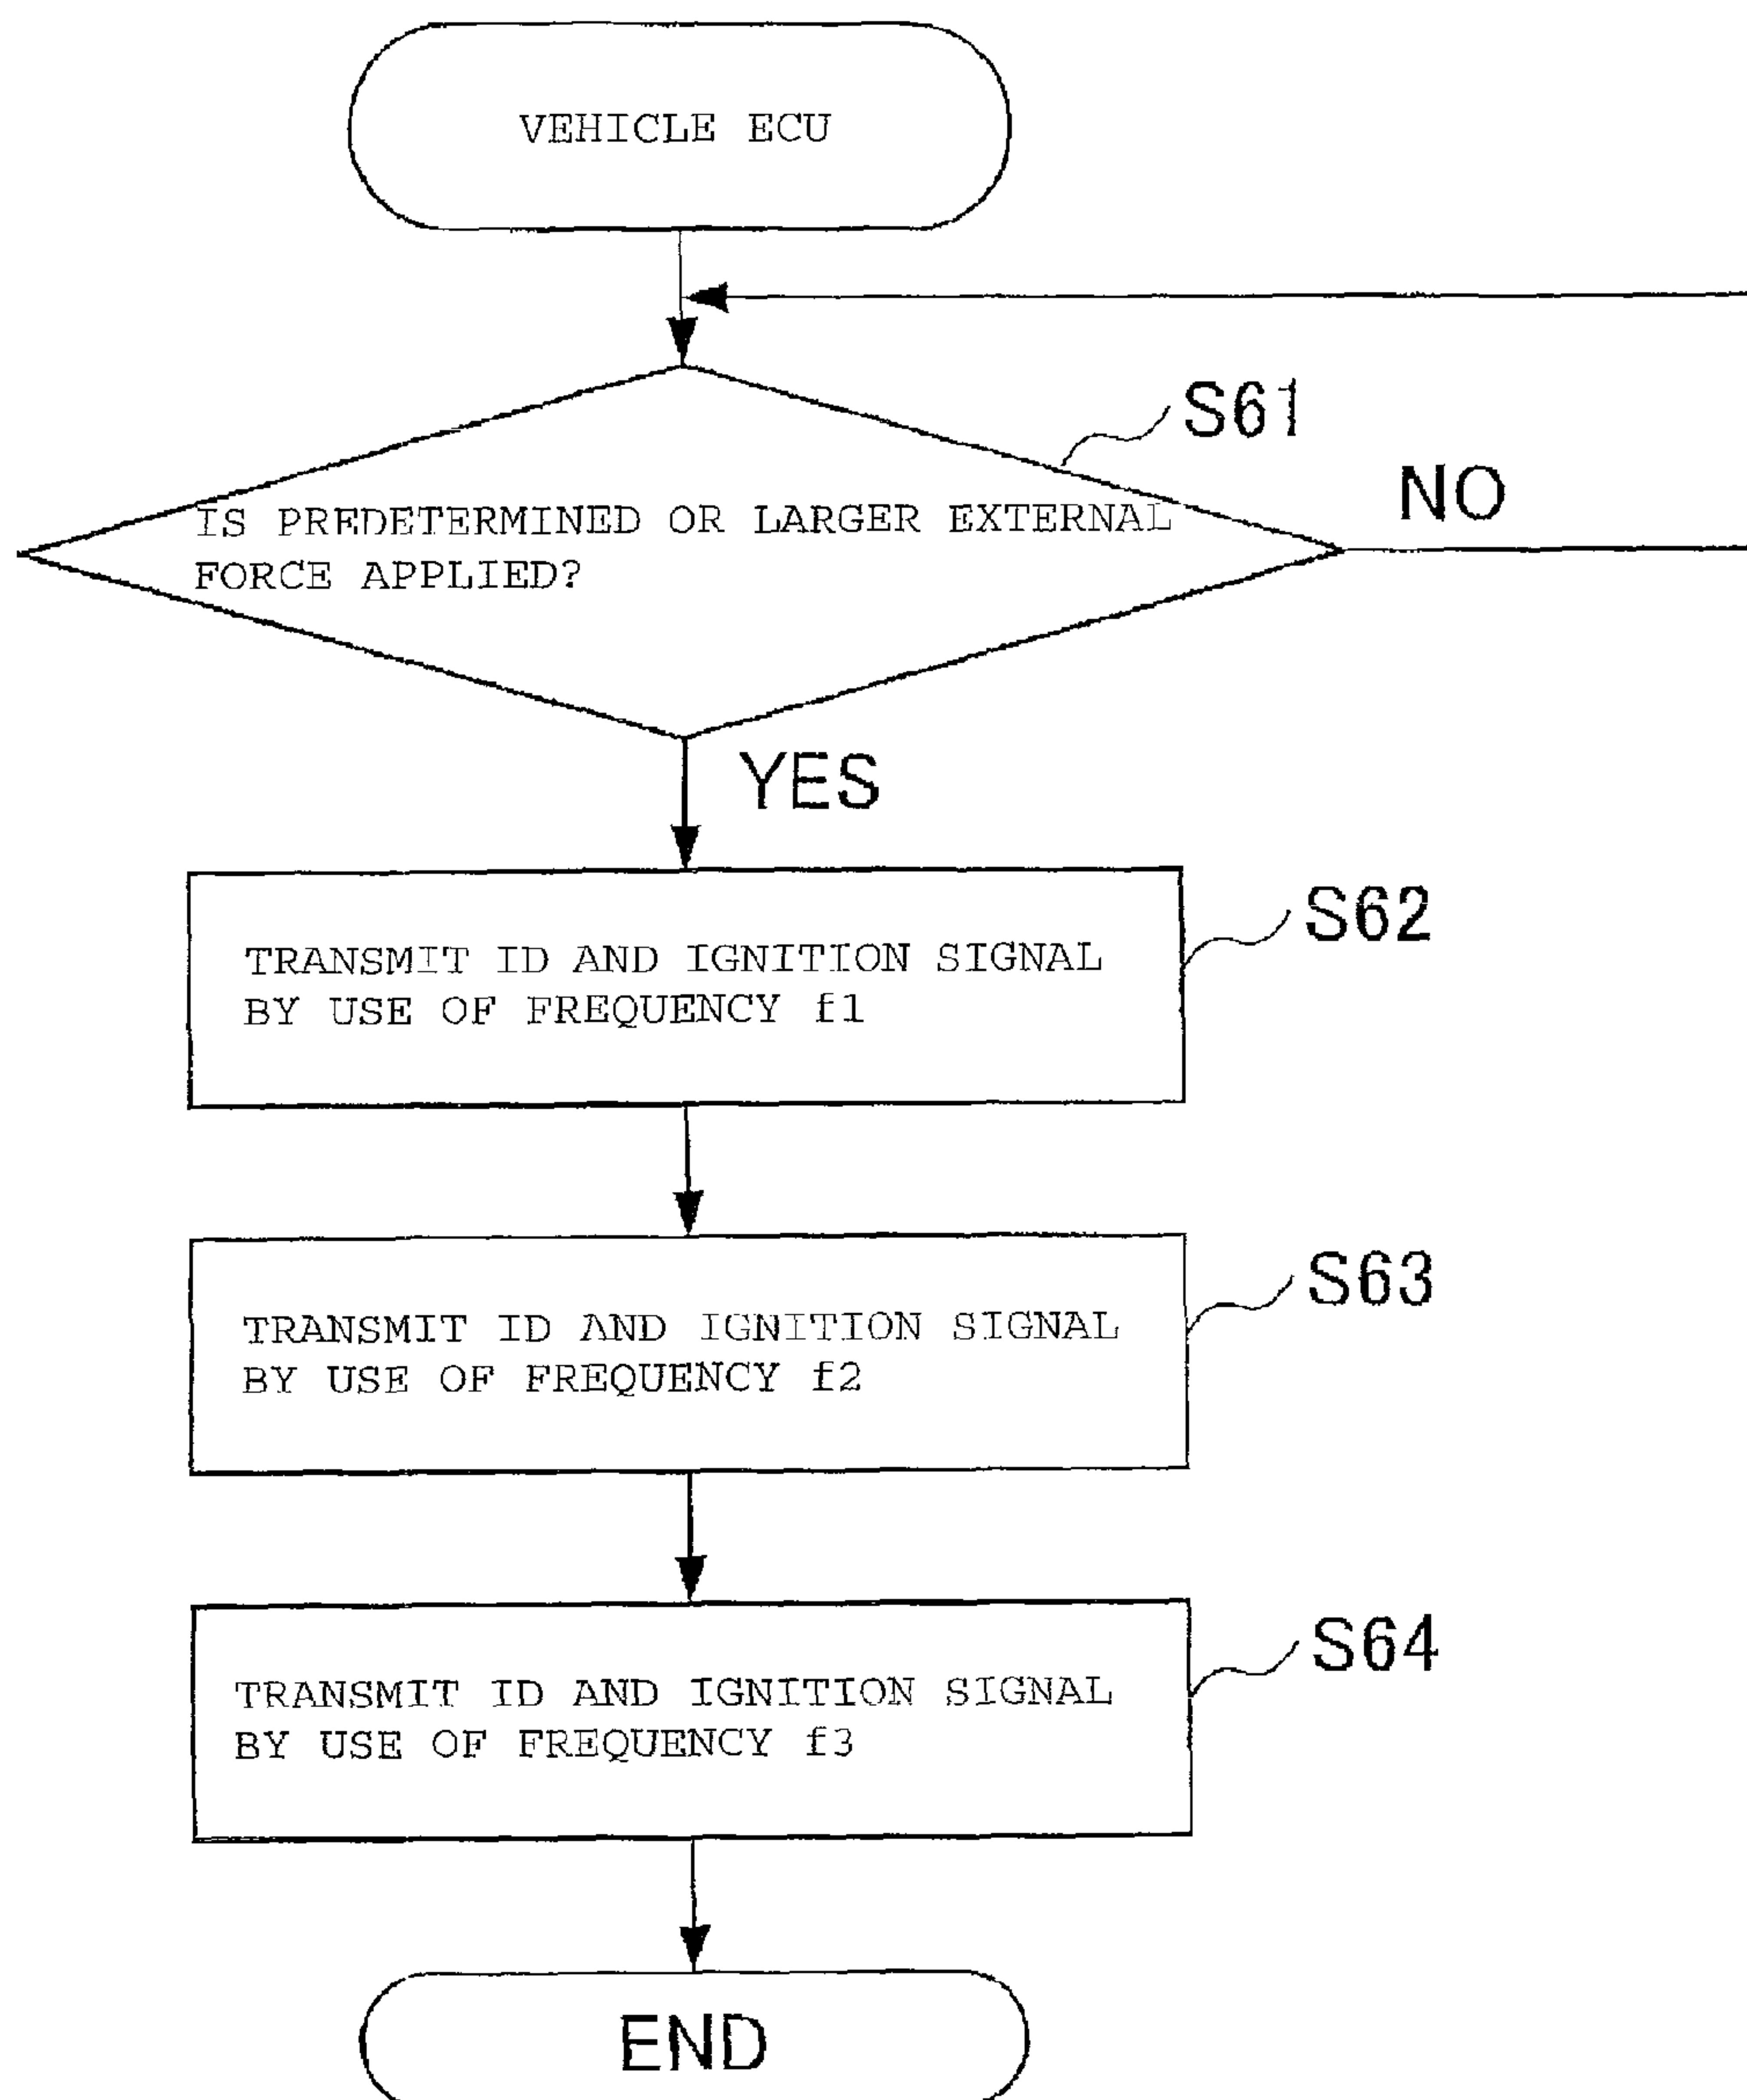 VEHICLE ECU
S61
IS PREDETERMINED OR LARGER EXTERNAL
FORCE APPLIED?
NO
YES
S62
TRANSMIT ID AND IGNITION SIGNAL
BY USE OF FREQUENCY f1
S63
TRANSMIT ID AND IGNITION SIGNAL
BY USE OF FREQUENCY f2
S64
TRANSMIT ID AND IGNITION SIGNAL
BY USE OF FREQUENCY f3
END